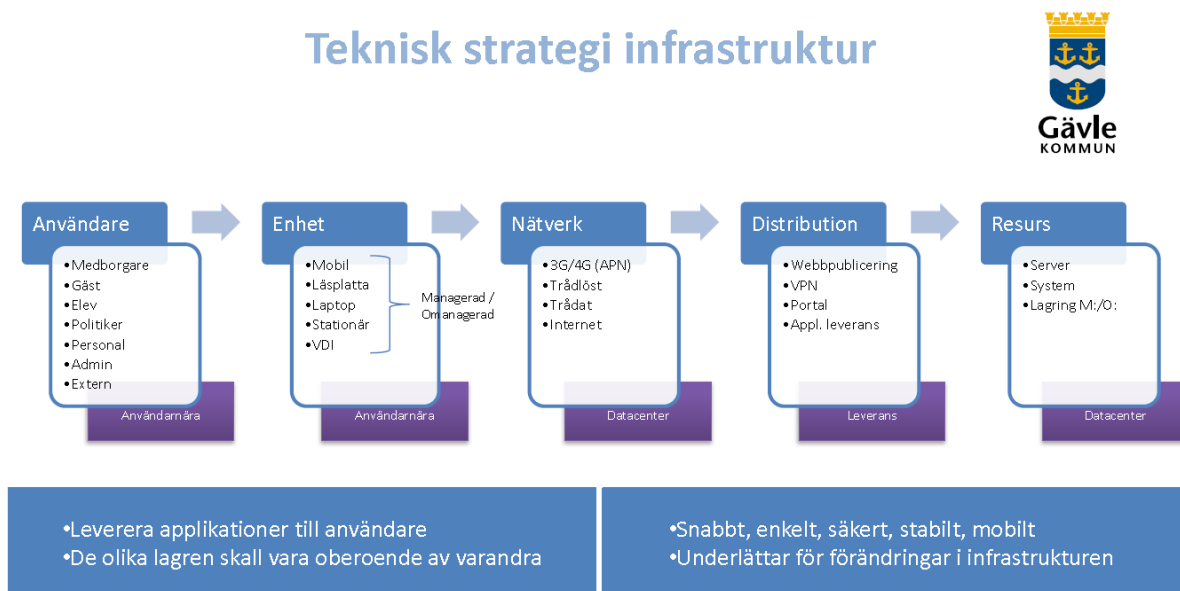 Teknisk strategi infrastruktur
Gävle
KOMMUN
Användare
•Medborgare
•Gäst
•Elev
•Politiker
•Personal
•Admin
•Extern
Användarnära
Enhet
•Mobil
•Läsplatta
•Laptop
•Stationär
•VDI
Managerad /
Omanagerad
Användarnära
Nätverk
•3G/4G (APN)
•Trådlöst
•Trådat
•Internet
Datacenter
Distribution
•Webbpublicering
•VPN
•Portal
•Appl. leverans
Leverans
Resurs
•Server
•System
•Lagring M:/O:
Datacenter
•Leverera applikationer till användare
•De olika lagren skall vara oberoende av varandra
•Snabbt, enkelt, säkert, stabilt, mobilt
•Underlättar för förändringar i infrastrukturen